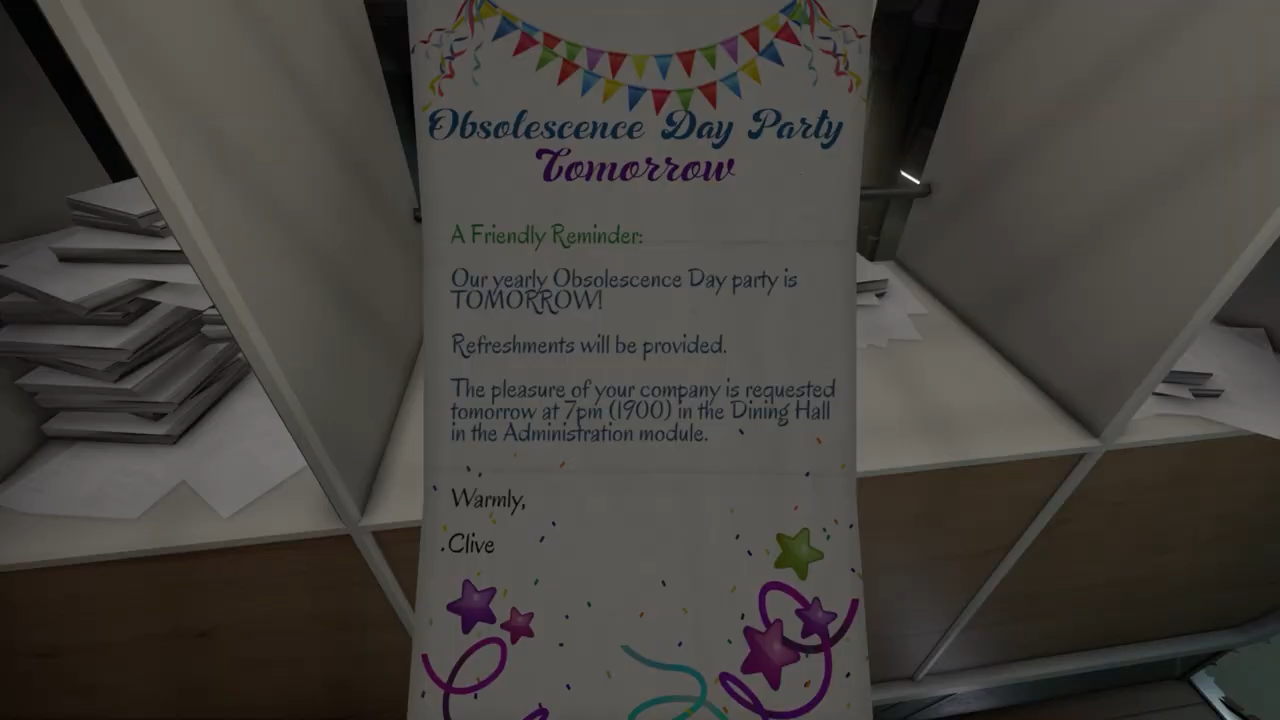 Obsolescence Day Party
Tomorrow
A Friendly Reminder:
Our yearly Obsolescence Day party is
TOMORROW!
Refreshments will be provided.
The pleasure of your company is requested
tomorrow at 7pm (1900) in the Dining Hall
in the Administration module.
Warmly,
Clive